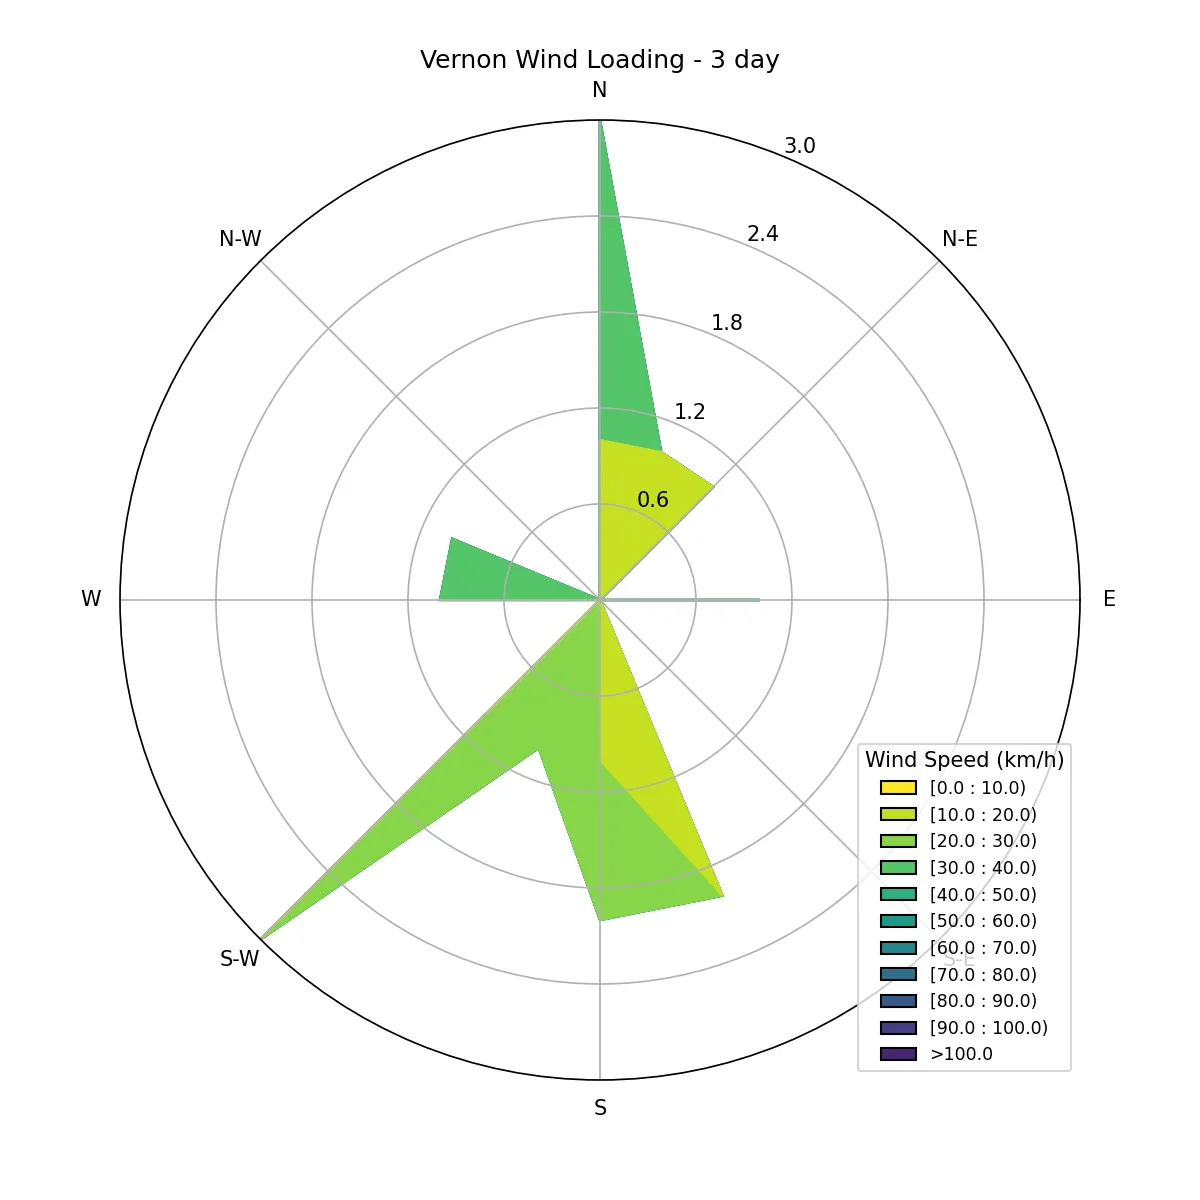 Vernon Wind Loading - 3 day
N
3.0
N-W
2.4
N-E
1.8
1.2
0.6
W
E
Wind Speed (km/h)
[0.0 : 10.0)
[10.0 : 20.0)
[20.0 : 30.0)
[30.0 : 40.0)
[40.0 : 50.0)
[50.0 : 60.0)
[60.0 : 70.0)
[70.0 : 80.0)
[80.0 : 90.0)
[90.0 : 100.0)
>100.0
S-W
S-E
S